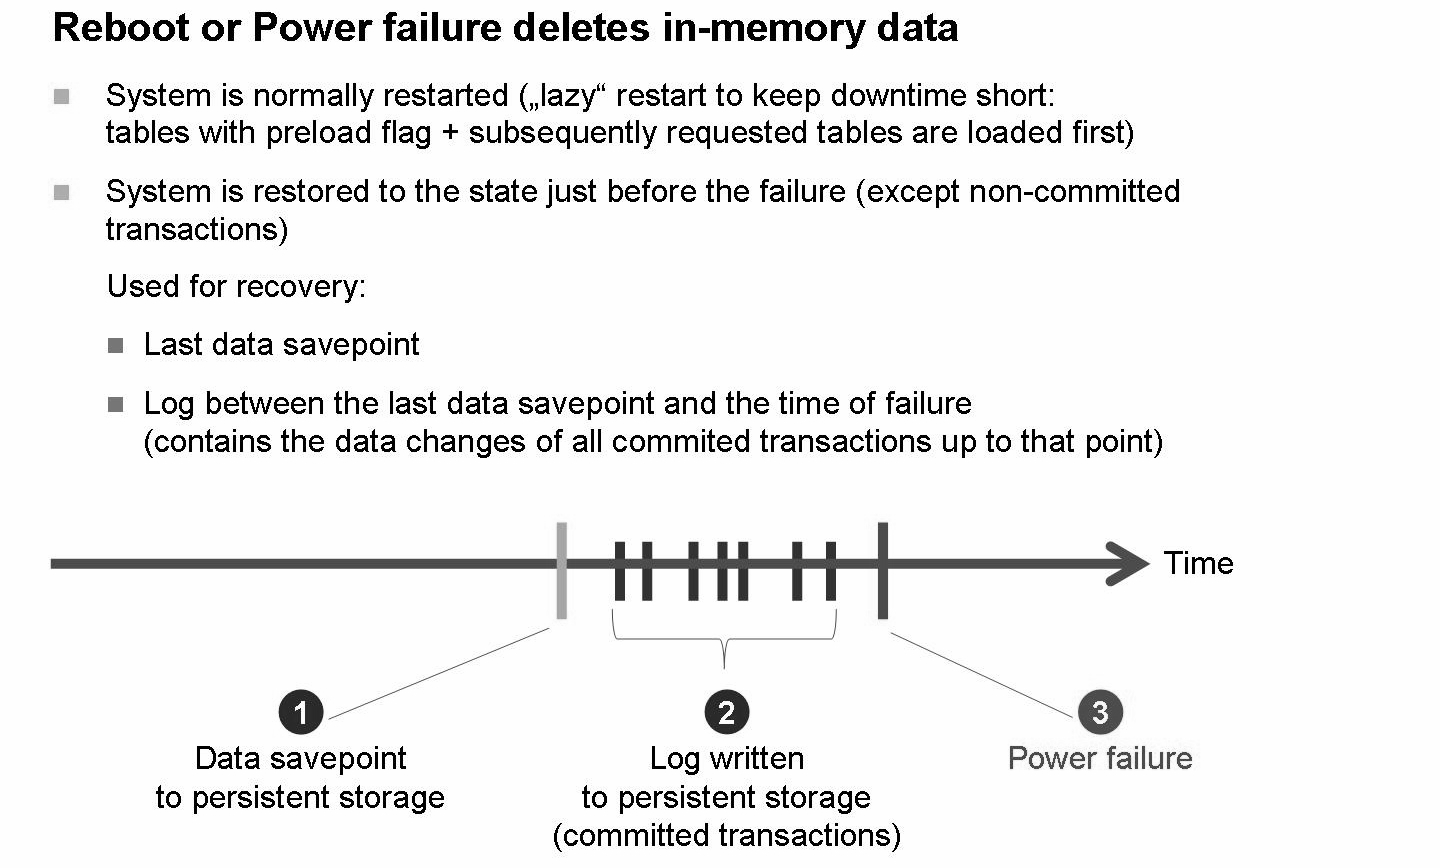 Reboot or Power failure deletes in-memory data
System is normally restarted („lazy“ restart to keep downtime short:
tables with preload flag + subsequently requested tables are loaded first)
System is restored to the state just before the failure (except non-committed
transactions)
Used for recovery:
Last data savepoint
Log between the last data savepoint and the time of failure
(contains the data changes of all commited transactions up to that point)
Time
1
Data savepoint
to persistent storage
2
Log written
to persistent storage
(committed transactions)
3
Power failure